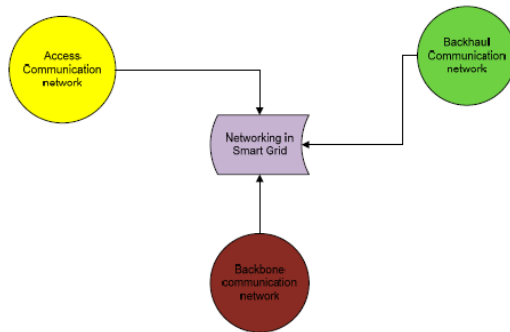 Access
Communication
network
Backhaul
Communication
network
Networking in
Smart Grid
Backbone
communication
network